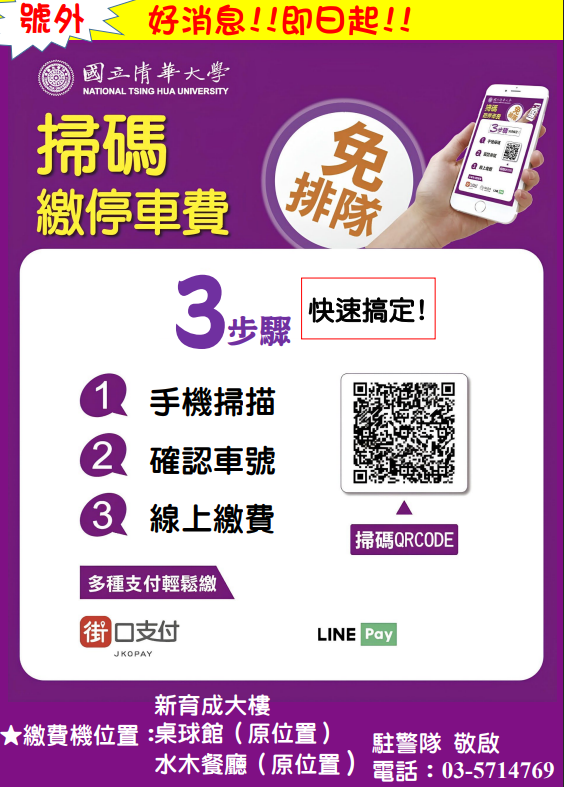 號外
好消息!!即日起!!
國立清華大學
NATIONAL TSING HUA UNIVERSITY
掃碼
繳停車費
免
排隊
3步驟
快速搞定!
1 手機掃描
2 確認車號
3 線上繳費
掃碼QRCODE
多種支付輕鬆繳
街口支付
JKOPAY
LINE Pay
新育成大樓
★繳費機位置:桌球館(原位置)
水木餐廳(原位置)
駐警隊 敬啟
電話:03-5714769